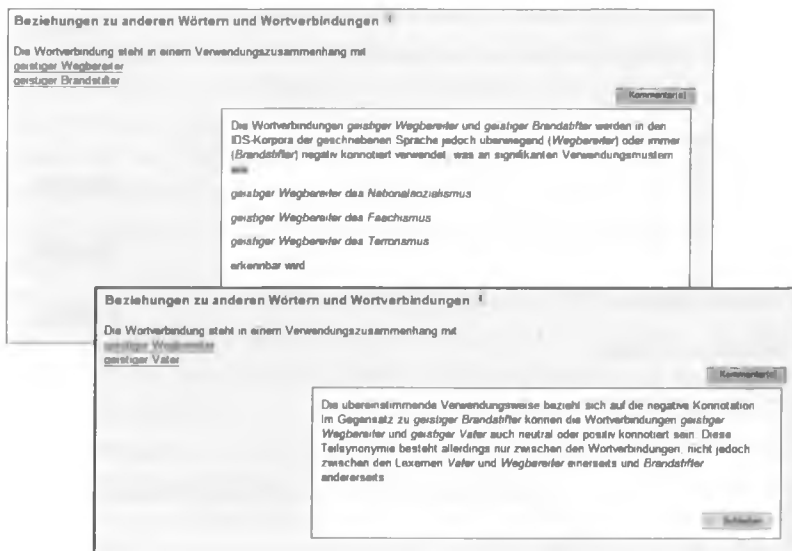 Beziehungen zu anderen Wörtern und Wortverbindungen
Die Wortverbindung steht in einem Verwendungszusammenhang mit
geistiger Wegbereiter
geistiger Brandstifter
Kommentar(e)
Die Wortverbindungen geistiger Wegbereiter und geistiger Brandstifter werden in den
IDS-Korpora der geschriebenen Sprache jedoch überwiegend (Wegbereiter) oder immer
(Brandstifter) negativ konnotiert verwendet, was an signifikanten Verwendungsmustern
geistiger Wegbereiter des Nationalsozialismus
geistiger Wegbereiter des Faschismus
geistiger Wegbereiter des Terrorismus
erkennbar wird
Beziehungen zu anderen Wörtern und Wortverbindungen
Die Wortverbindung steht in einem Verwendungszusammenhang mit
geistiger Wegbereiter
geistiger Vater
Kommentar(e)
Die übereinstimmende Verwendungsweise bezieht sich auf die negative Konnotation
Im Gegensatz zu geistiger Brandstifter können die Wortverbindungen geistiger
Wegbereiter und geistiger Vater auch neutral oder positiv konnotiert sein. Diese
Teilsynonymie besteht allerdings nur zwischen den Wortverbindungen, nicht jedoch
zwischen den Lexemen Vater und Wegbereiter einerseits und Brandstifter
andererseits
Schließen